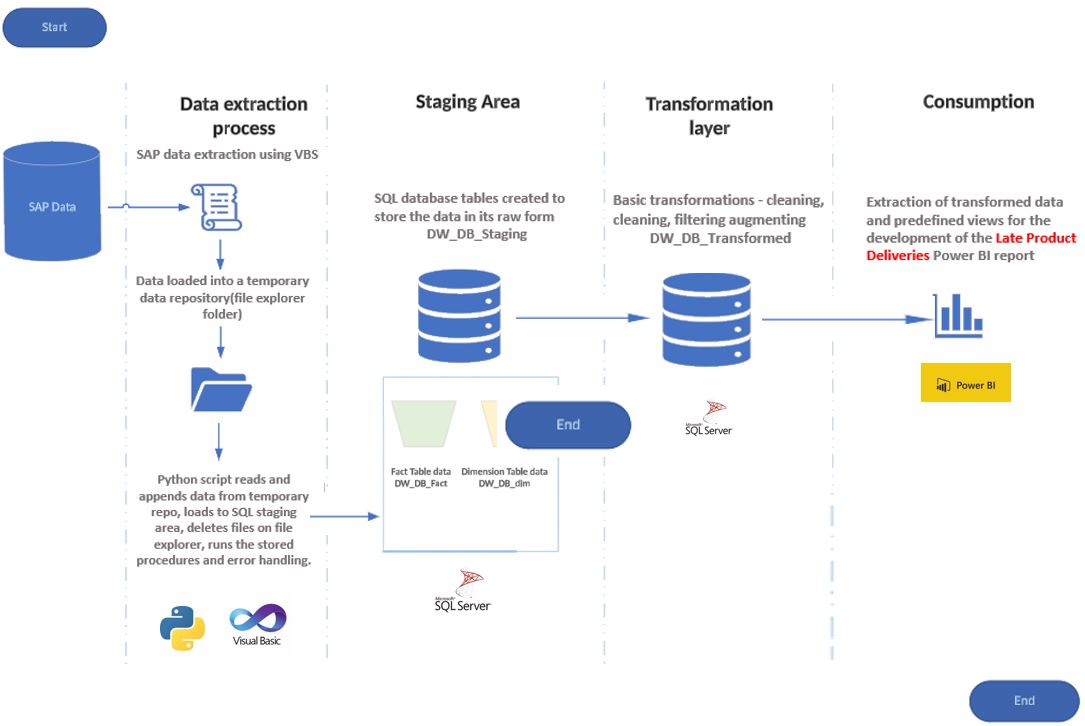 Start
SAP Data
Data extraction
process
SAP data extraction using VBS
Data loaded into a temporary
data repository(file explorer
folder)
Python script reads and
appends data from temporary
repo, loads to SQL staging
area, deletes files on file
explorer, runs the stored
procedures and error handling.
Visual Basic
Staging Area
SQL database tables created to
store the data in its raw form
DW_DB_Staging
End
Fact Table data
DW_DB_Fact
Dimension Table data
DW_DB_dim
Microsoft
SQL Server
Transformation
layer
Basic transformations - cleaning,
cleaning, filtering augmenting
DW_DB_Transformed
Microsoft
SQL Server
Consumption
Extraction of transformed data
and predefined views for the
development of the Late Product
Deliveries Power BI report
Power BI
End